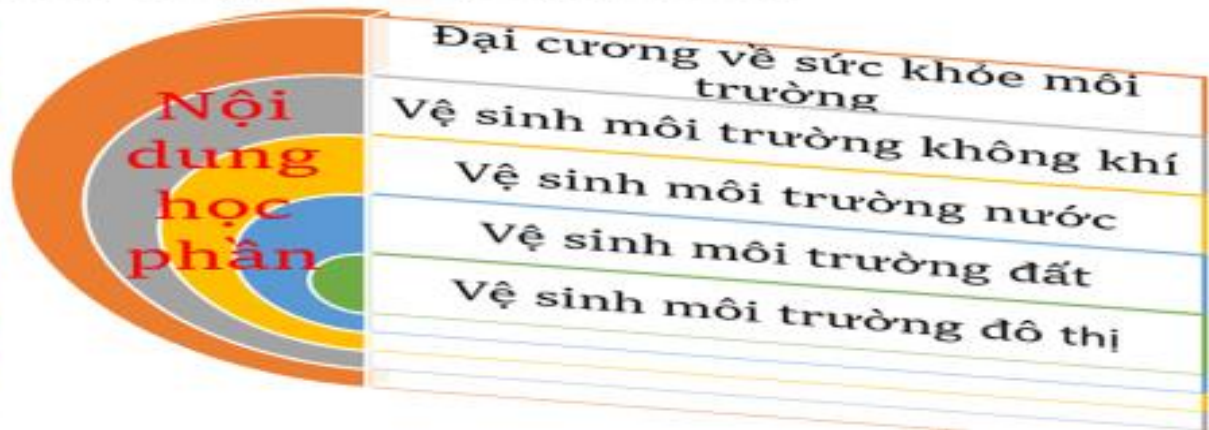 Nội
dung
học
phần
Đại cương về sức khỏe môi
trường
Vệ sinh môi trường không khí
Vệ sinh môi trường nước
Vệ sinh môi trường đất
Vệ sinh môi trường đô thị